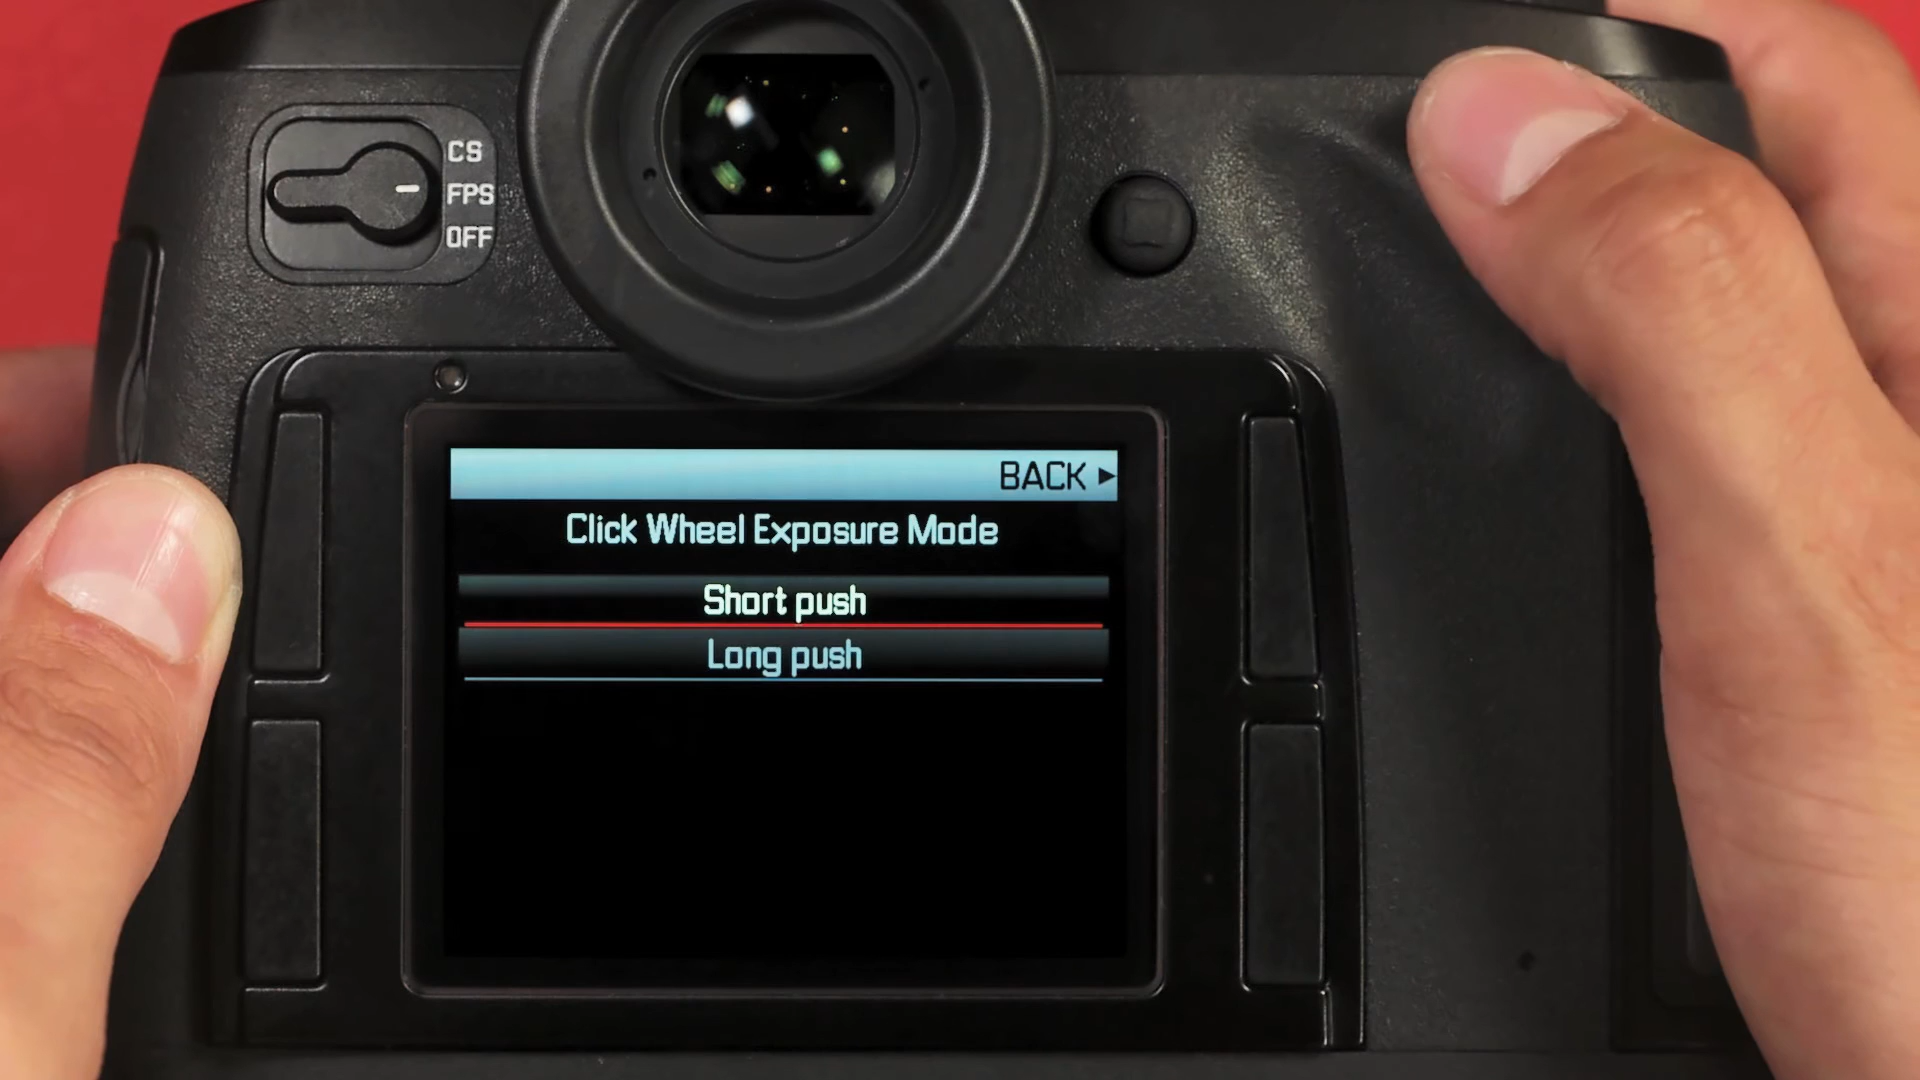 CS
FPS
OFF
BACK ▶
Click Wheel Exposure Mode
Short push
Long push